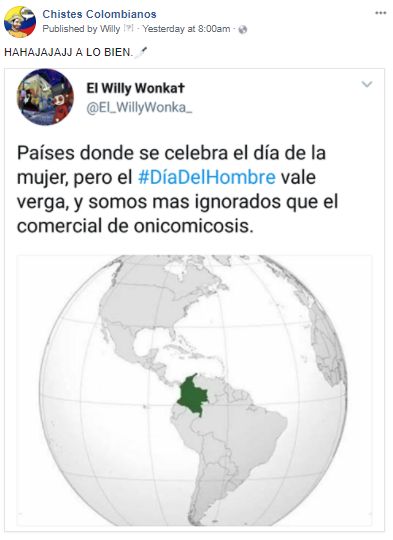 Chistes Colombianos
Published by Willy · Yesterday at 8:00am ·
HAHAJAJAJJ A LO BIEN.
El Willy Wonka†
@El_WillyWonka_
Países donde se celebra el día de la
mujer, pero el #DíaDelHombre vale
verga, y somos mas ignorados que el
comercial de onicomicosis.